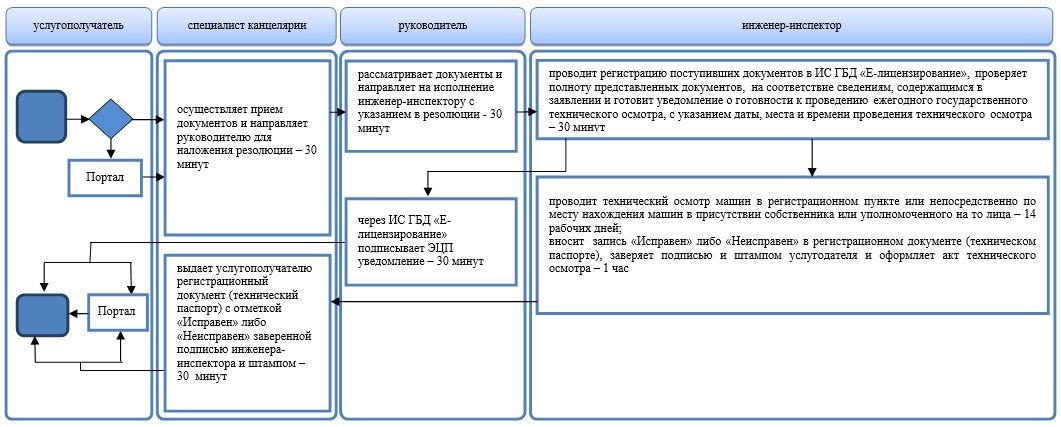 услугополучатель
специалист канцелярии
руководитель
инженер-инспектор
Портал
осуществляет прием
документов и направляет
руководителю для
наложения резолюции – 30
минут
рассматривает документы и
направляет на исполнение
инженер-инспектору с
указанием в резолюции - 30
минут
проводит регистрацию поступивших документов в ИС ГБД «Е-лицензирование», проверяет
полноту представленных документов, на соответствие сведениям, содержащимся в
заявлении и готовит уведомление о готовности к проведению ежегодного государственного
технического осмотра, с указанием даты, места и времени проведения технического осмотра
– 30 минут
через ИС ГБД «Е-
лицензирование»
подписывает ЭЦП
уведомление – 30 минут
проводит технический осмотр машин в регистрационном пункте или непосредственно по
месту нахождения машин в присутствии собственника или уполномоченного на то лица – 14
рабочих дней;
вносит запись «Исправен» либо «Неисправен» в регистрационном документе (техническом
паспорте), заверяет подписью и штампом услугодателя и оформляет акт технического
осмотра – 1 час
выдает услугополучателю
регистрационный
документ (технический
паспорт) с отметкой
«Исправен» либо
«Неисправен» заверенной
подписью инженера-
инспектора и штампом –
30 минут
Портал